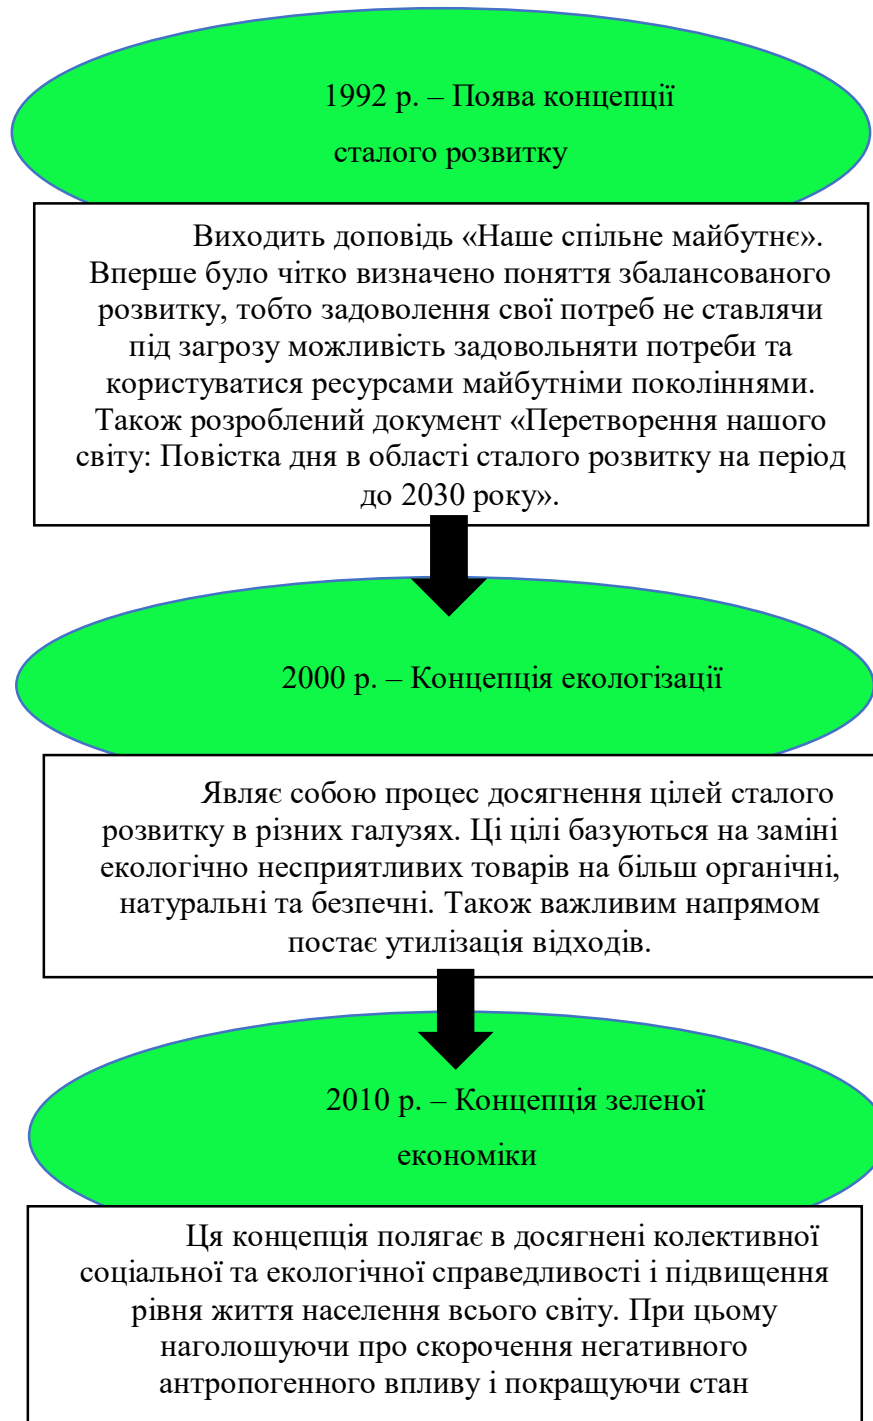 1992 р. – Поява концепції
сталого розвитку
Виходить доповідь «Наше спільне майбутнє».
Вперше було чітко визначено поняття збалансованого
розвитку, тобто задоволення свої потреб не ставлячи
під загрозу можливість задовольняти потреби та
користуватися ресурсами майбутніми поколіннями.
Також розроблений документ «Перетворення нашого
світу: Повістка дня в області сталого розвитку на період
до 2030 року».
2000 р. – Концепція екологізації
Являє собою процес досягнення цілей сталого
розвитку в різних галузях. Ці цілі базуються на заміні
екологічно несприятливих товарів на більш органічні,
натуральні та безпечні. Також важливим напрямом
постає утилізація відходів.
2010 р. – Концепція зеленої
економіки
Ця концепція полягає в досягнені колективної
соціальної та екологічної справедливості і підвищення
рівня життя населення всього світу. При цьому
наголошуючи про скорочення негативного
антропогенного впливу і покращуючи стан